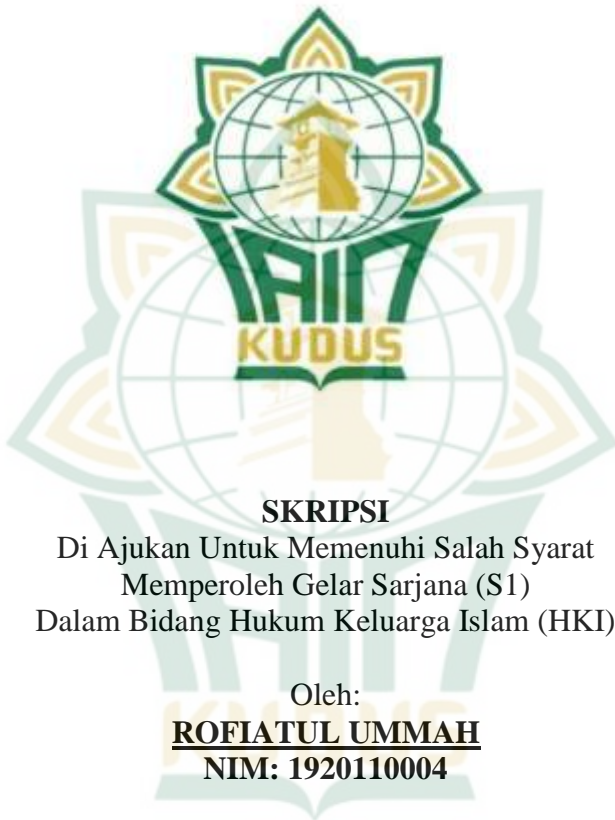 IAIN
KUDUS
SKRIPSI
Di Ajukan Untuk Memenuhi Salah Syarat
Memperoleh Gelar Sarjana (S1)
Dalam Bidang Hukum Keluarga Islam (HKI)
Oleh:
ROFIATUL UMMAH
NIM: 1920110004